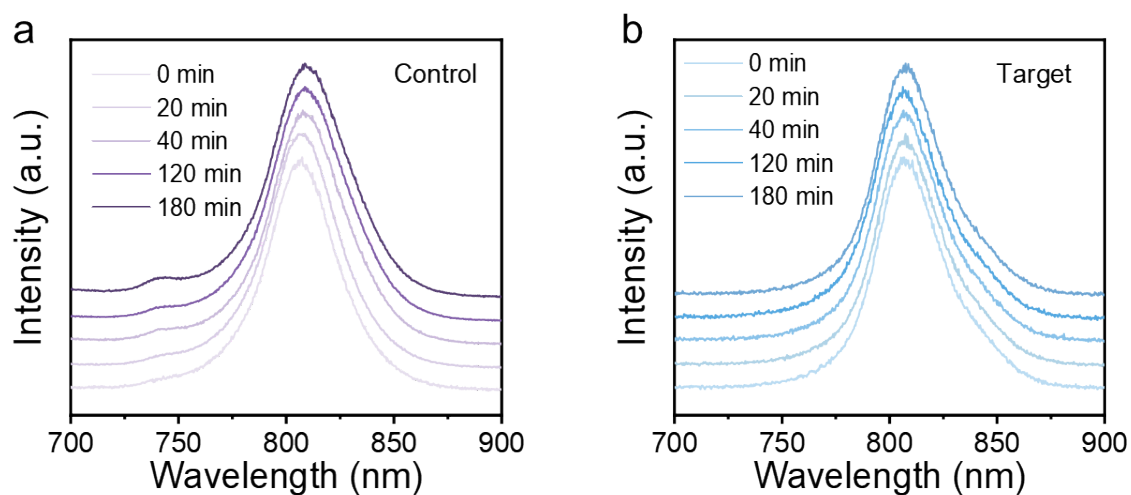 a
Control
0 min
20 min
40 min
120 min
180 min
Intensity (a.u.)
700 750 800 850 900
Wavelength (nm)
b
Target
0 min
20 min
40 min
120 min
180 min
Intensity (a.u.)
700 750 800 850 900
Wavelength (nm)